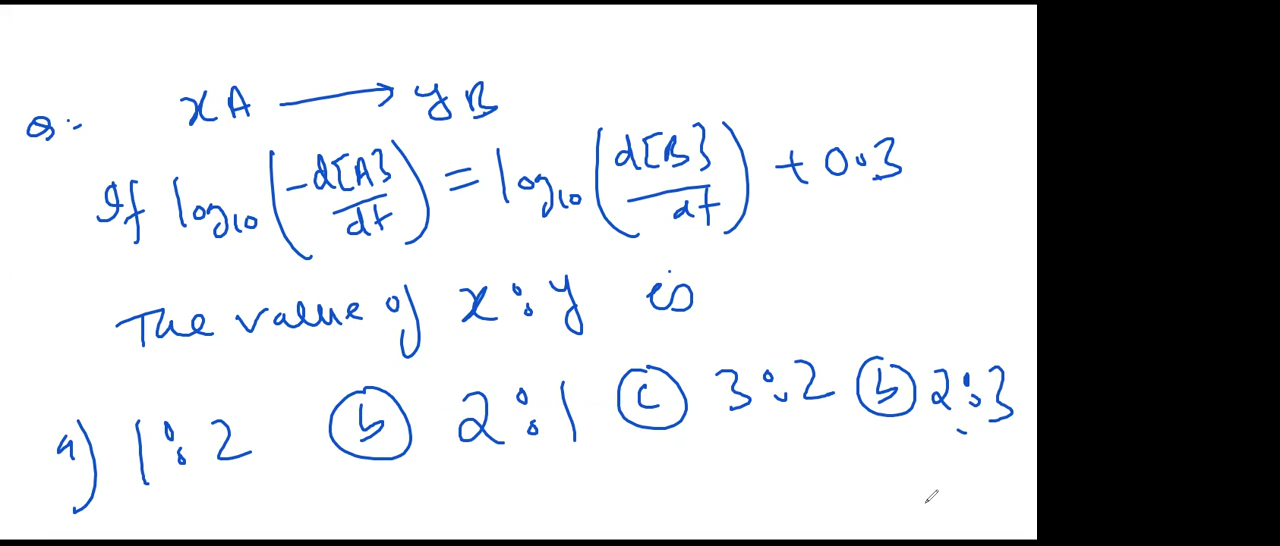 Q:- xA ⟶ yB
If log₁₀(-d[A]/dt) = log₁₀(d[B]/dt) + 0.3
The value of x:y is
a) 1:2 (b) 2:1 (c) 3:2 (b) 2:3